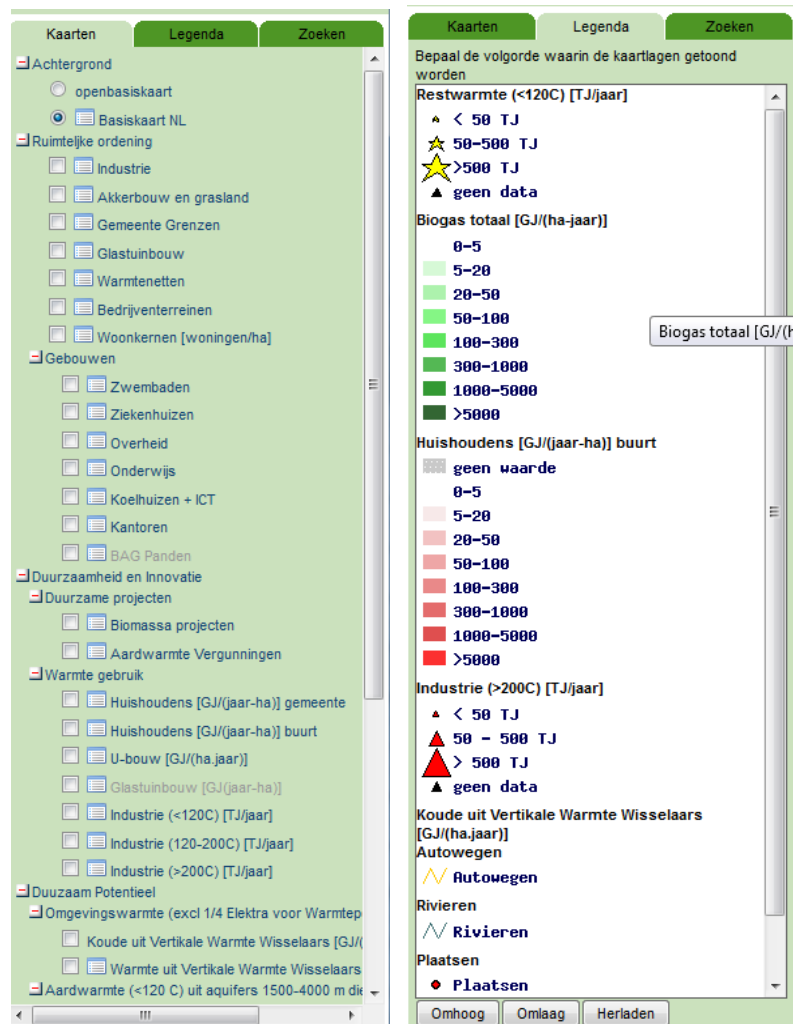 Kaarten
Legenda
Zoeken
Achtergrond
openbasiskaart
Basiskaart NL
Ruimteljke ordening
Industrie
Akkerbouw en grasland
Gemeente Grenzen
Glastuinbouw
Warmtenetten
Bedrijventerreinen
Woonkernen [woningen/ha]
Gebouwen
Zwembaden
Ziekenhuizen
Overheid
Onderwijs
Koelhuizen + ICT
Kantoren
BAG Panden
Duurzaamheid en Innovatie
Duurzame projecten
Biomassa projecten
Aardwarmte Vergunningen
Warmte gebruik
Huishoudens [GJ/(jaar-ha)] gemeente
Huishoudens [GJ/(jaar-ha)] buurt
U-bouw [GJ/(ha.jaar)]
Glastuinbouw [GJ(jaar-ha)]
Industrie (<120C) [TJ/jaar]
Industrie (120-200C) [TJ/jaar]
Industrie (>200C) [TJ/jaar]
Duuzaam Potentieel
Omgevingswarmte (excl 1/4 Elektra voor Warmtep
Koude uit Vertikale Warmte Wisselaars [GJ/(
Warmte uit Vertikale Warmte Wisselaars
Aardwarmte (<120 C) uit aquifers 1500-4000 m die
Kaarten
Legenda
Zoeken
Bepaal de volgorde waarin de kaartlagen getoond
worden
Restwarmte (<120C) [TJ/jaar]
< 50 TJ
50-500 TJ
>500 TJ
geen data
Biogas totaal [GJ/(ha-jaar)]
0-5
5-20
20-50
50-100
Biogas totaal [GJ/(h
100-300
300-1000
1000-5000
>5000
Huishoudens [GJ/(jaar-ha)] buurt
geen waarde
0-5
5-20
20-50
50-100
100-300
300-1000
1000-5000
>5000
Industrie (>200C) [TJ/jaar]
< 50 TJ
50 - 500 TJ
> 500 TJ
geen data
Koude uit Vertikale Warmte Wisselaars
[GJ/(ha.jaar)]
Autowegen
Autowegen
Rivieren
Rivieren
Plaatsen
Plaatsen
Omhoog
Omlaag
Herladen